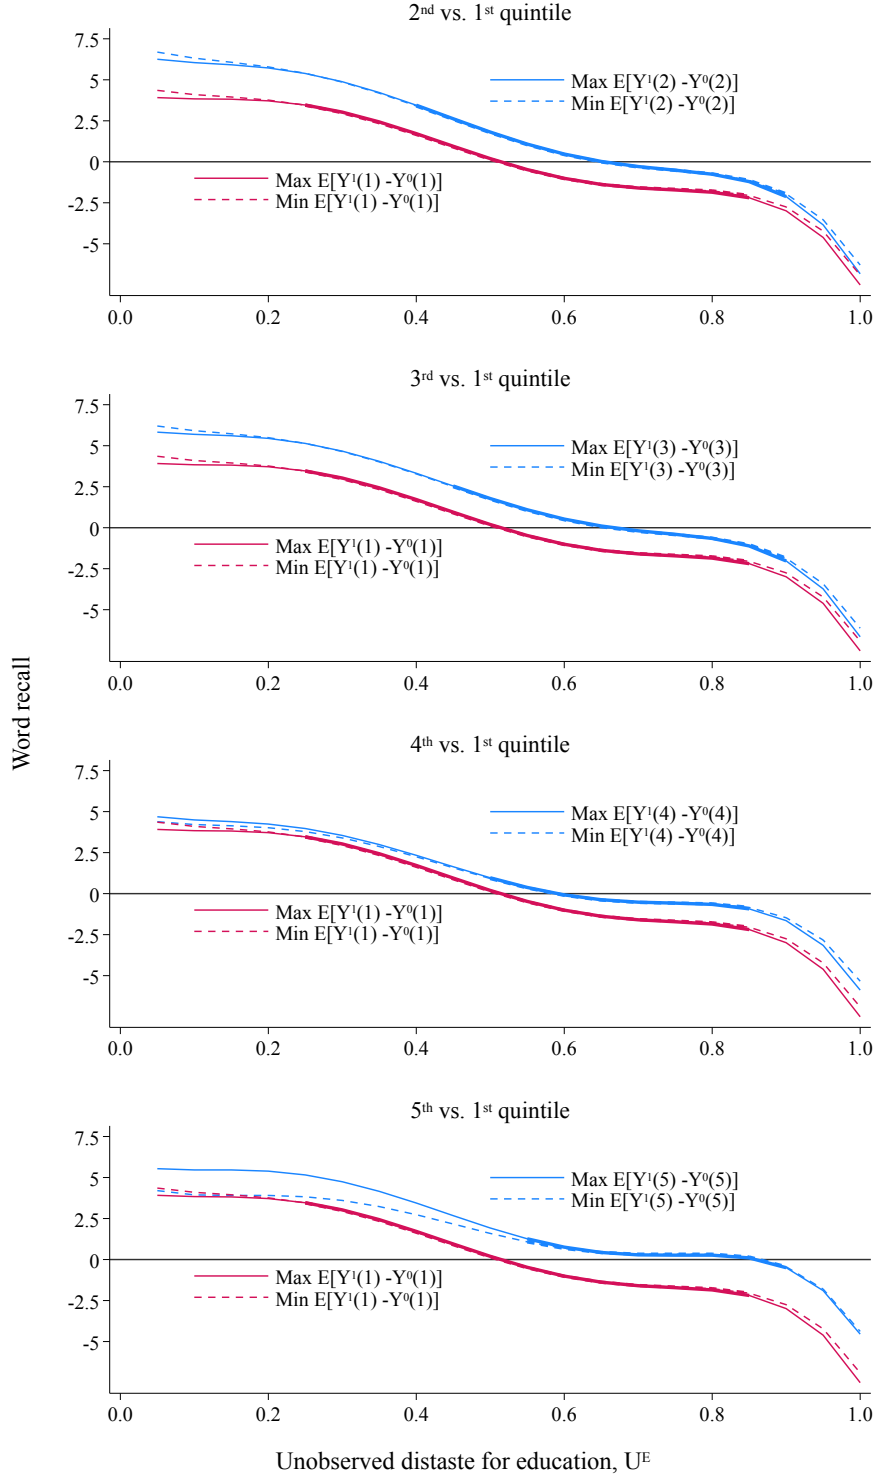 2ⁿᵈ vs. 1ˢᵗ quintile
7.5
5
2.5
0
-2.5
-5
Max E[Y¹(2) -Y⁰(2)]
Min E[Y¹(2) -Y⁰(2)]
Max E[Y¹(1) -Y⁰(1)]
Min E[Y¹(1) -Y⁰(1)]
0.0 0.2 0.4 0.6 0.8 1.0
3ʳᵈ vs. 1ˢᵗ quintile
7.5
5
2.5
0
-2.5
-5
Max E[Y¹(3) -Y⁰(3)]
Min E[Y¹(3) -Y⁰(3)]
Max E[Y¹(1) -Y⁰(1)]
Min E[Y¹(1) -Y⁰(1)]
0.0 0.2 0.4 0.6 0.8 1.0
Word recall
4ᵗʰ vs. 1ˢᵗ quintile
7.5
5
2.5
0
-2.5
-5
Max E[Y¹(4) -Y⁰(4)]
Min E[Y¹(4) -Y⁰(4)]
Max E[Y¹(1) -Y⁰(1)]
Min E[Y¹(1) -Y⁰(1)]
0.0 0.2 0.4 0.6 0.8 1.0
5ᵗʰ vs. 1ˢᵗ quintile
7.5
5
2.5
0
-2.5
-5
Max E[Y¹(5) -Y⁰(5)]
Min E[Y¹(5) -Y⁰(5)]
Max E[Y¹(1) -Y⁰(1)]
Min E[Y¹(1) -Y⁰(1)]
0.0 0.2 0.4 0.6 0.8 1.0
Unobserved distaste for education, Uᴱ